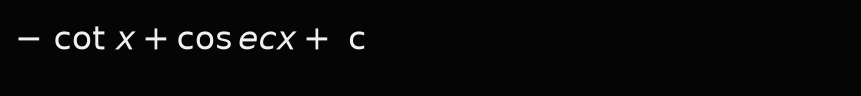 − cot x + cos ecx + c